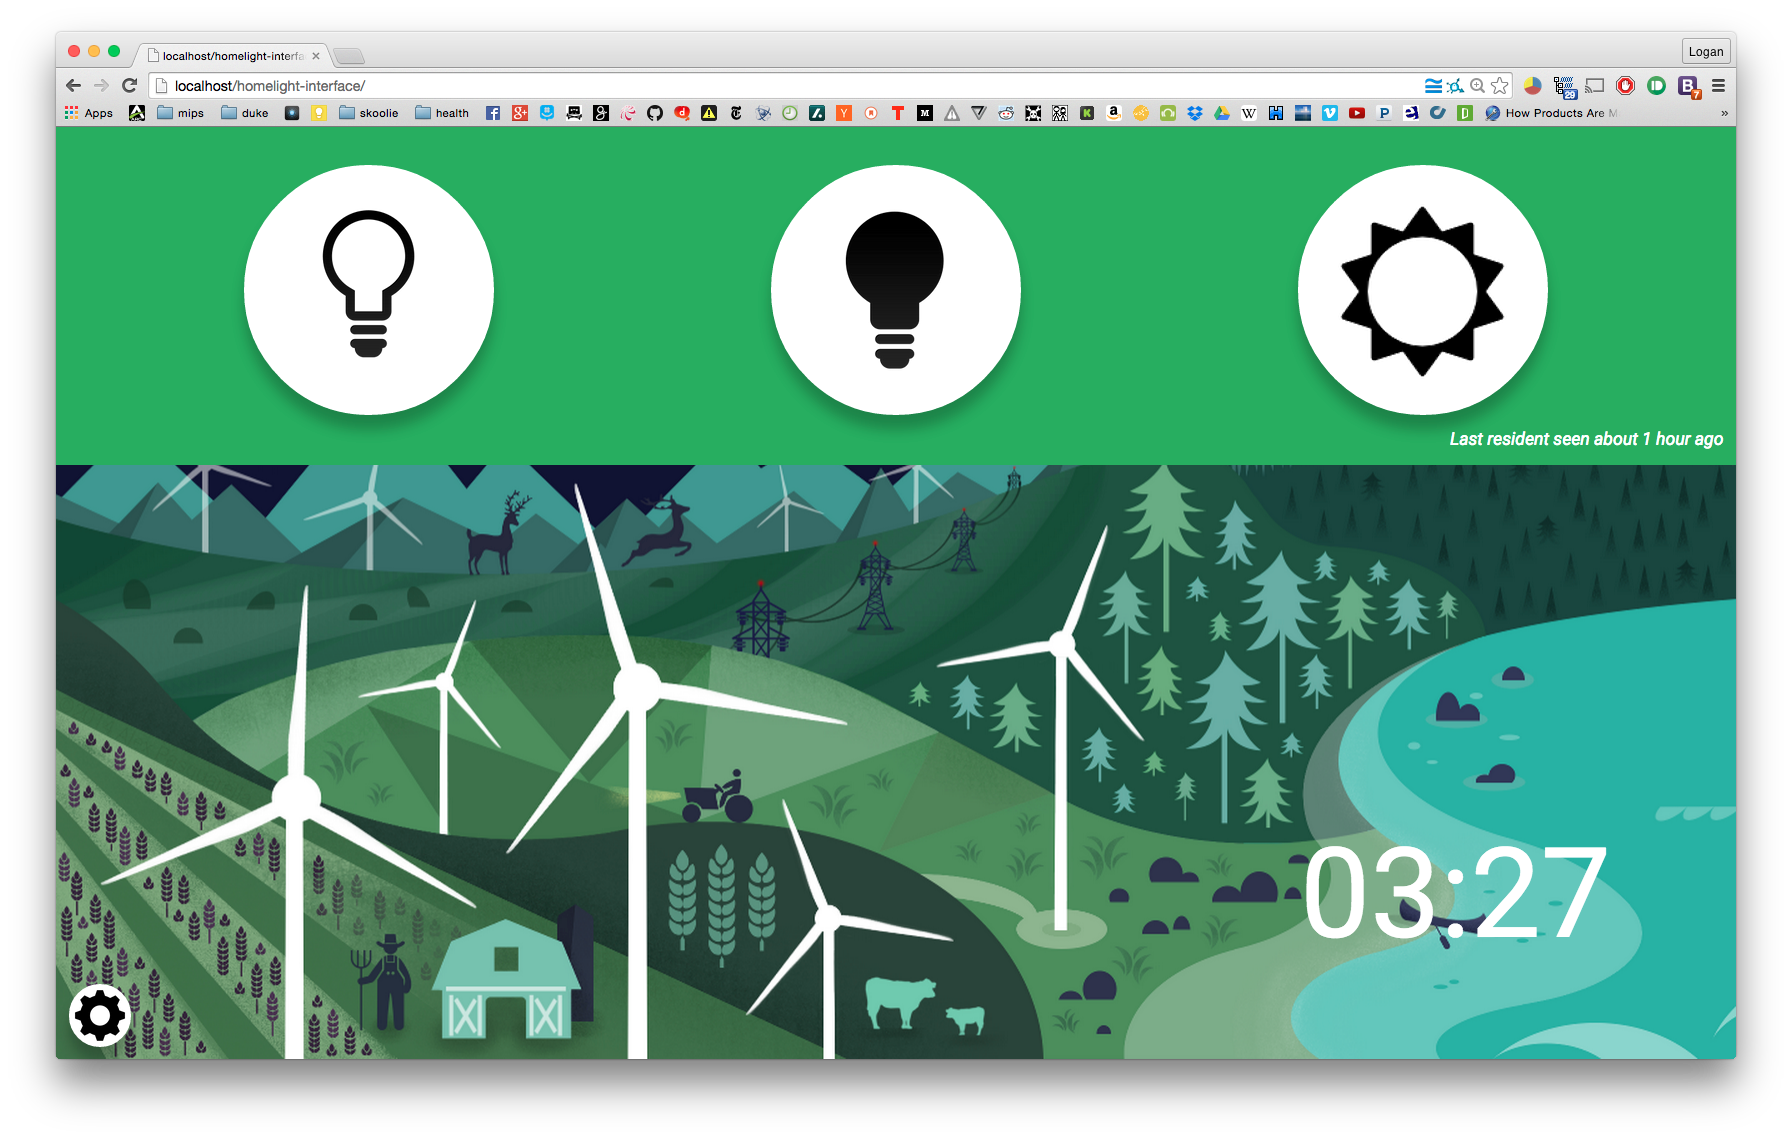 localhost/homelight-interfa
Logan
localhost/homelight-interface/
Apps
mips
duke
skoolie
health
How Products Are M
»
Last resident seen about 1 hour ago
03:27